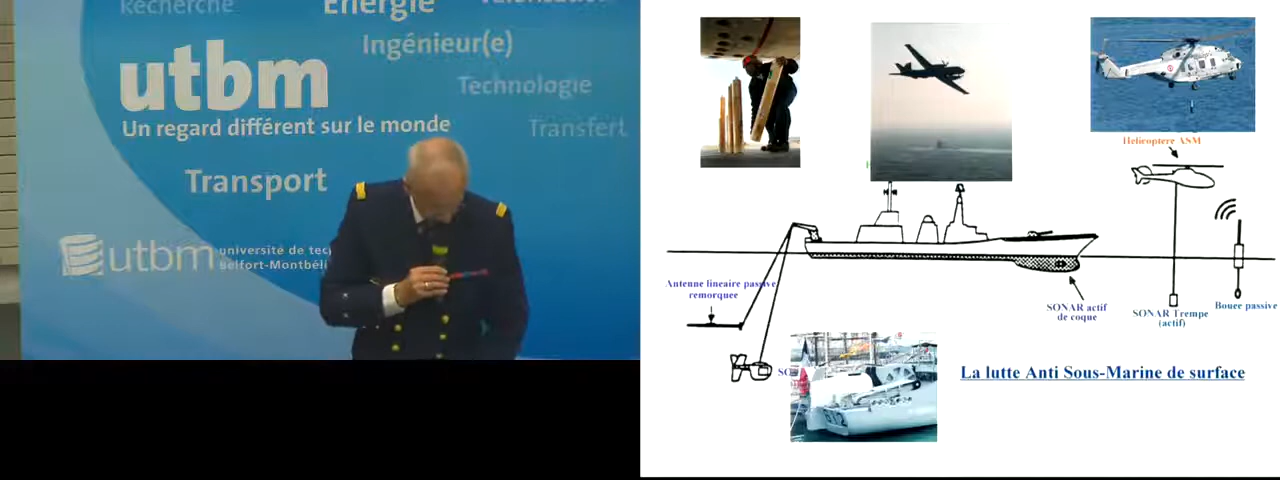 Recherche
Énergie
Valorisation
Ingénieur(e)
utbm
Technologie
Un regard différent sur le monde
Transfert
Transport
utbm
université de tec
Belfort-Montbéli
Helicoptere ASM
Antenne lineaire passive
remorquee
SONAR actif
de coque
SONAR Trempe
(actif)
Bouee passive
La lutte Anti Sous-Marine de surface